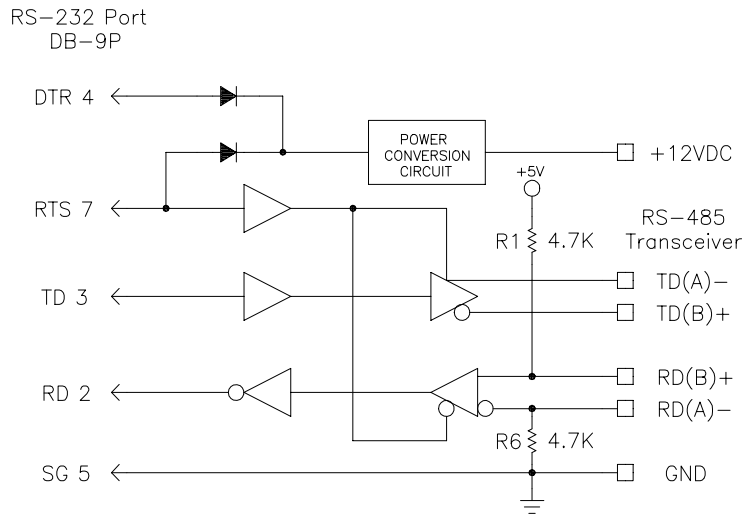 RS-232 Port
DB-9P
DTR 4
POWER
CONVERSION
CIRCUIT
+12VDC
+5V
RTS 7
RS-485
Transceiver
R1 4.7K
TD 3
TD(A)-
TD(B)+
RD 2
RD(B)+
RD(A)-
R6 4.7K
SG 5
GND